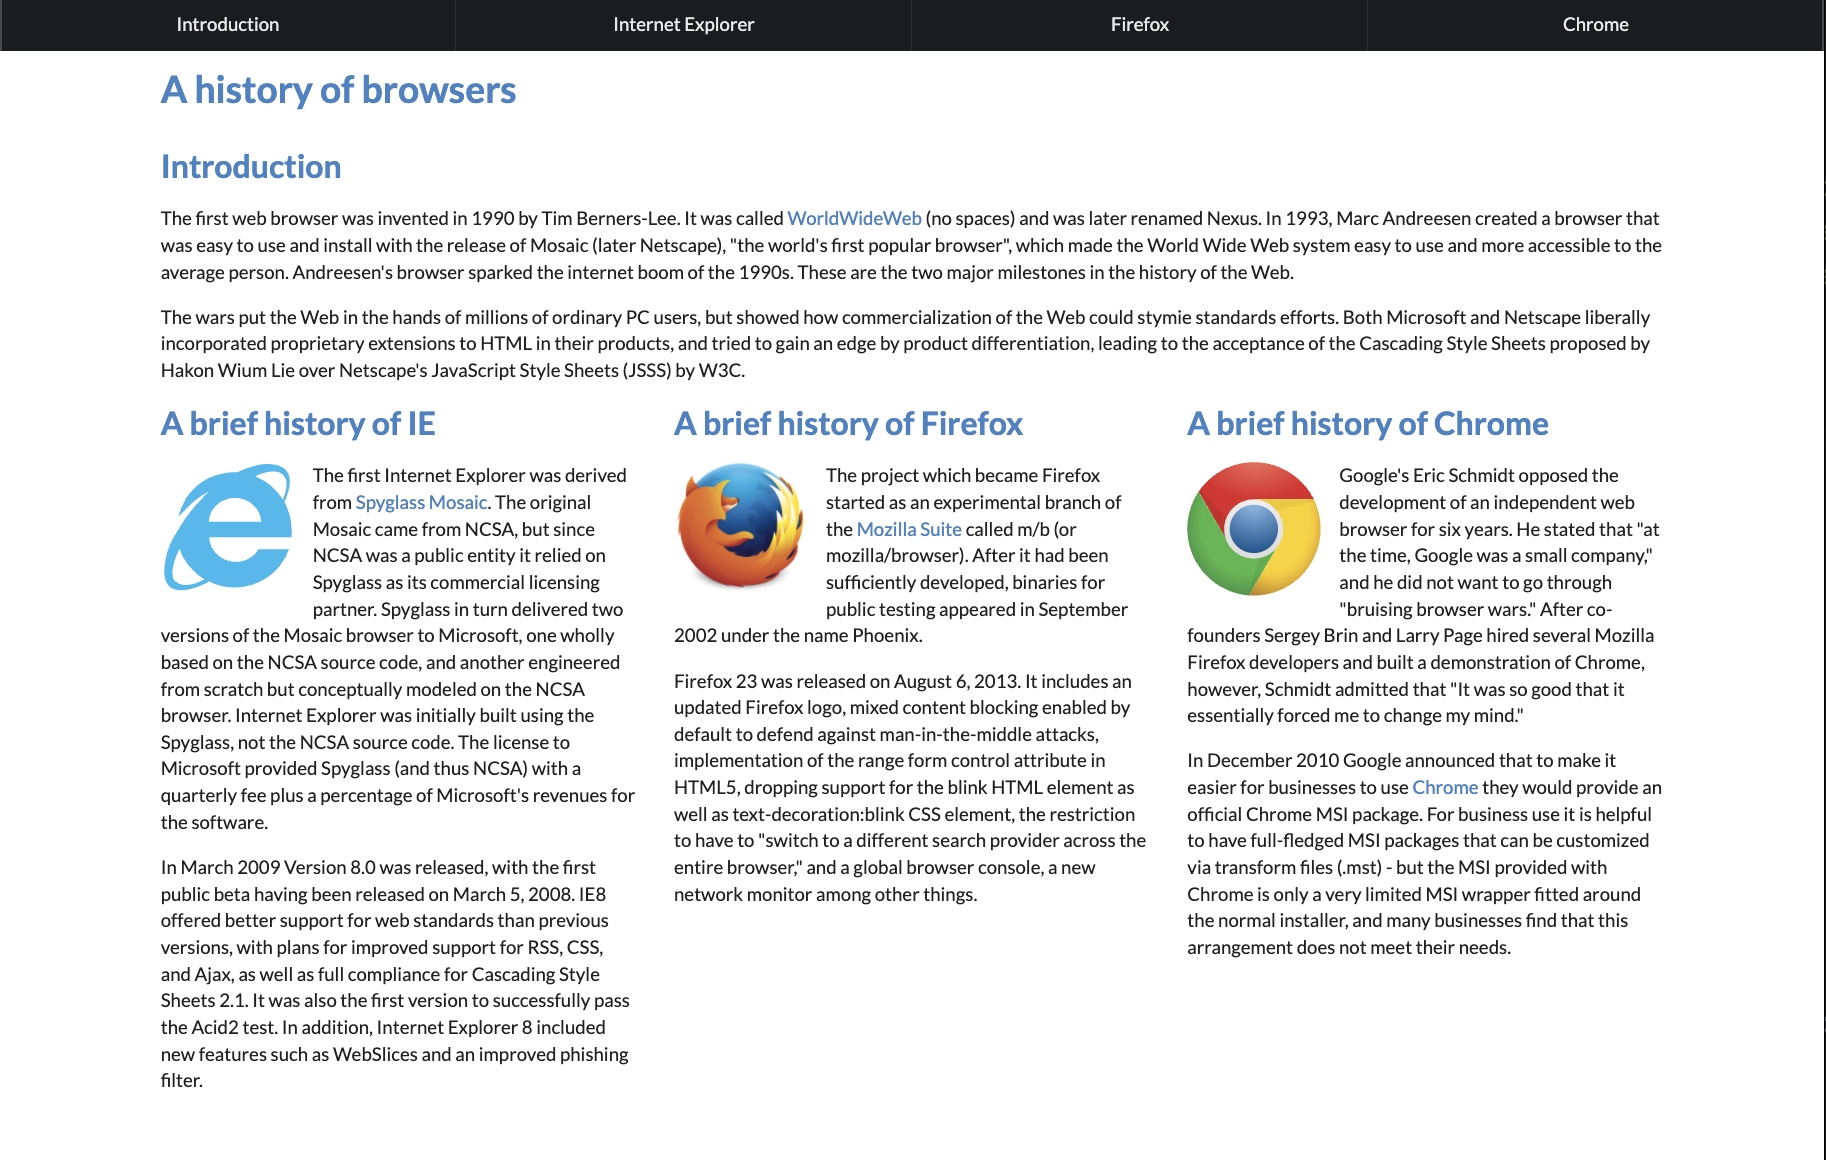 Introduction
Internet Explorer
Firefox
Chrome
A history of browsers
Introduction
The first web browser was invented in 1990 by Tim Berners-Lee. It was called WorldWideWeb (no spaces) and was later renamed Nexus. In 1993, Marc Andreesen created a browser that
was easy to use and install with the release of Mosaic (later Netscape), "the world's first popular browser", which made the World Wide Web system easy to use and more accessible to the
average person. Andreesen's browser sparked the internet boom of the 1990s. These are the two major milestones in the history of the Web.
The wars put the Web in the hands of millions of ordinary PC users, but showed how commercialization of the Web could stymie standards efforts. Both Microsoft and Netscape liberally
incorporated proprietary extensions to HTML in their products, and tried to gain an edge by product differentiation, leading to the acceptance of the Cascading Style Sheets proposed by
Hakon Wium Lie over Netscape's JavaScript Style Sheets (JSSS) by W3C.
A brief history of IE
The first Internet Explorer was derived
from Spyglass Mosaic. The original
Mosaic came from NCSA, but since
NCSA was a public entity it relied on
Spyglass as its commercial licensing
partner. Spyglass in turn delivered two
versions of the Mosaic browser to Microsoft, one wholly
based on the NCSA source code, and another engineered
from scratch but conceptually modeled on the NCSA
browser. Internet Explorer was initially built using the
Spyglass, not the NCSA source code. The license to
Microsoft provided Spyglass (and thus NCSA) with a
quarterly fee plus a percentage of Microsoft's revenues for
the software.
In March 2009 Version 8.0 was released, with the first
public beta having been released on March 5, 2008. IE8
offered better support for web standards than previous
versions, with plans for improved support for RSS, CSS,
and Ajax, as well as full compliance for Cascading Style
Sheets 2.1. It was also the first version to successfully pass
the Acid2 test. In addition, Internet Explorer 8 included
new features such as WebSlices and an improved phishing
filter.
A brief history of Firefox
The project which became Firefox
started as an experimental branch of
the Mozilla Suite called m/b (or
mozilla/browser). After it had been
sufficiently developed, binaries for
public testing appeared in September
2002 under the name Phoenix.
Firefox 23 was released on August 6, 2013. It includes an
updated Firefox logo, mixed content blocking enabled by
default to defend against man-in-the-middle attacks,
implementation of the range form control attribute in
HTML5, dropping support for the blink HTML element as
well as text-decoration:blink CSS element, the restriction
to have to "switch to a different search provider across the
entire browser," and a global browser console, a new
network monitor among other things.
A brief history of Chrome
Google's Eric Schmidt opposed the
development of an independent web
browser for six years. He stated that "at
the time, Google was a small company,"
and he did not want to go through
"bruising browser wars." After co-
founders Sergey Brin and Larry Page hired several Mozilla
Firefox developers and built a demonstration of Chrome,
however, Schmidt admitted that "It was so good that it
essentially forced me to change my mind."
In December 2010 Google announced that to make it
easier for businesses to use Chrome they would provide an
official Chrome MSI package. For business use it is helpful
to have full-fledged MSI packages that can be customized
via transform files (.mst) - but the MSI provided with
Chrome is only a very limited MSI wrapper fitted around
the normal installer, and many businesses find that this
arrangement does not meet their needs.